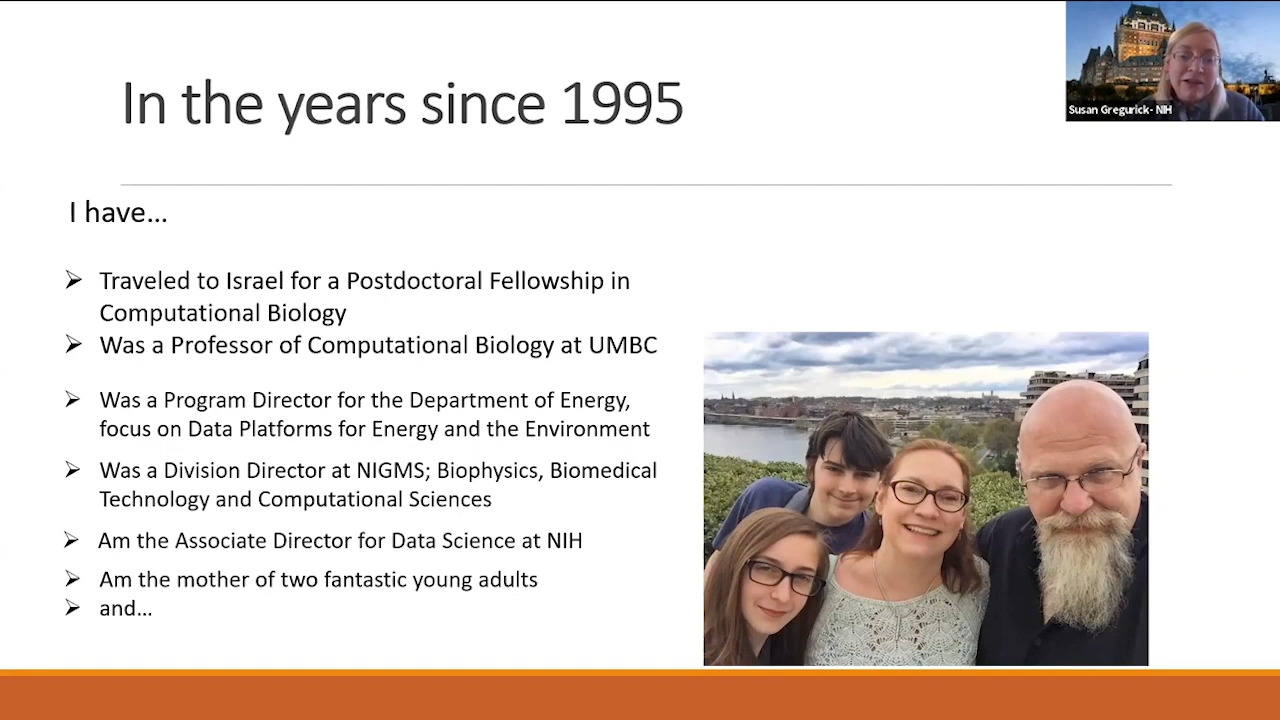 In the years since 1995
Susan Gregurick- NIH
I have...
Traveled to Israel for a Postdoctoral Fellowship in
Computational Biology
Was a Professor of Computational Biology at UMBC
Was a Program Director for the Department of Energy,
focus on Data Platforms for Energy and the Environment
Was a Division Director at NIGMS; Biophysics, Biomedical
Technology and Computational Sciences
Am the Associate Director for Data Science at NIH
Am the mother of two fantastic young adults
and...